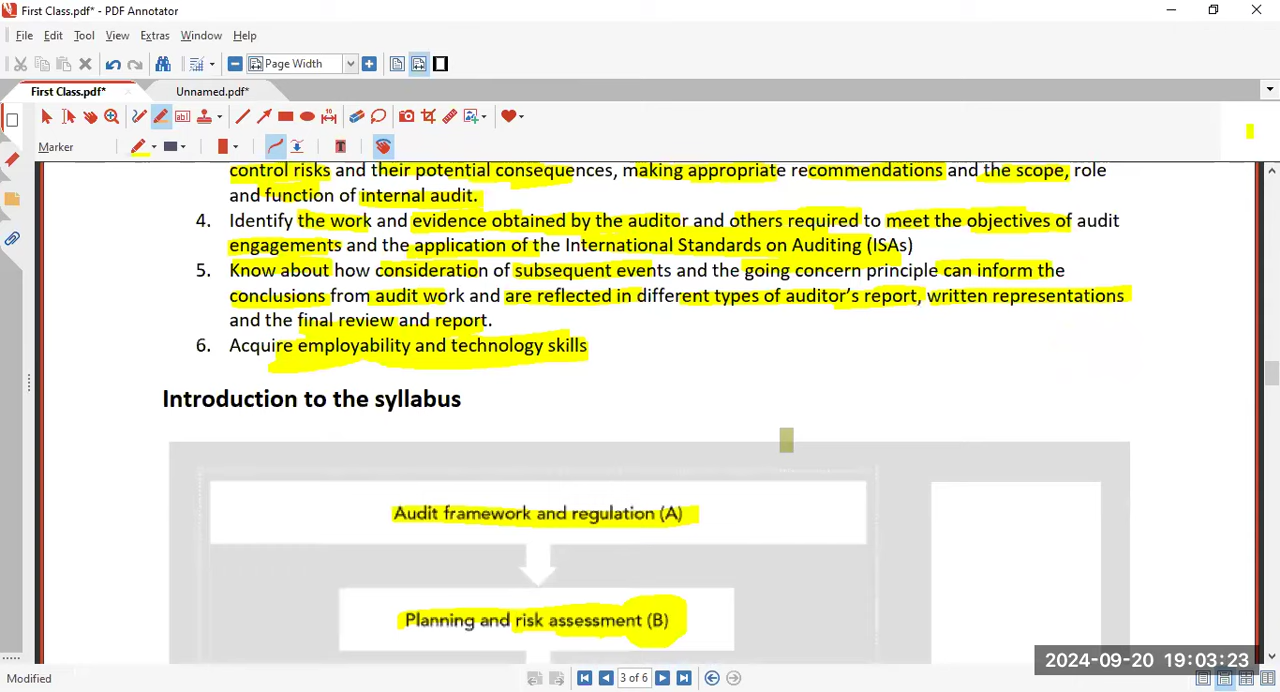 First Class.pdf* - PDF Annotator
File Edit Tool View Extras Window Help
Page Width
First Class.pdf* Unnamed.pdf*
Marker
control risks and their potential consequences, making appropriate recommendations and the scope, role
and function of internal audit.
4. Identify the work and evidence obtained by the auditor and others required to meet the objectives of audit
engagements and the application of the International Standards on Auditing (ISAs)
5. Know about how consideration of subsequent events and the going concern principle can inform the
conclusions from audit work and are reflected in different types of auditor’s report, written representations
and the final review and report.
6. Acquire employability and technology skills
Introduction to the syllabus
Audit framework and regulation (A)
Planning and risk assessment (B)
2024-09-20 19:03:23
Modified
3 of 6